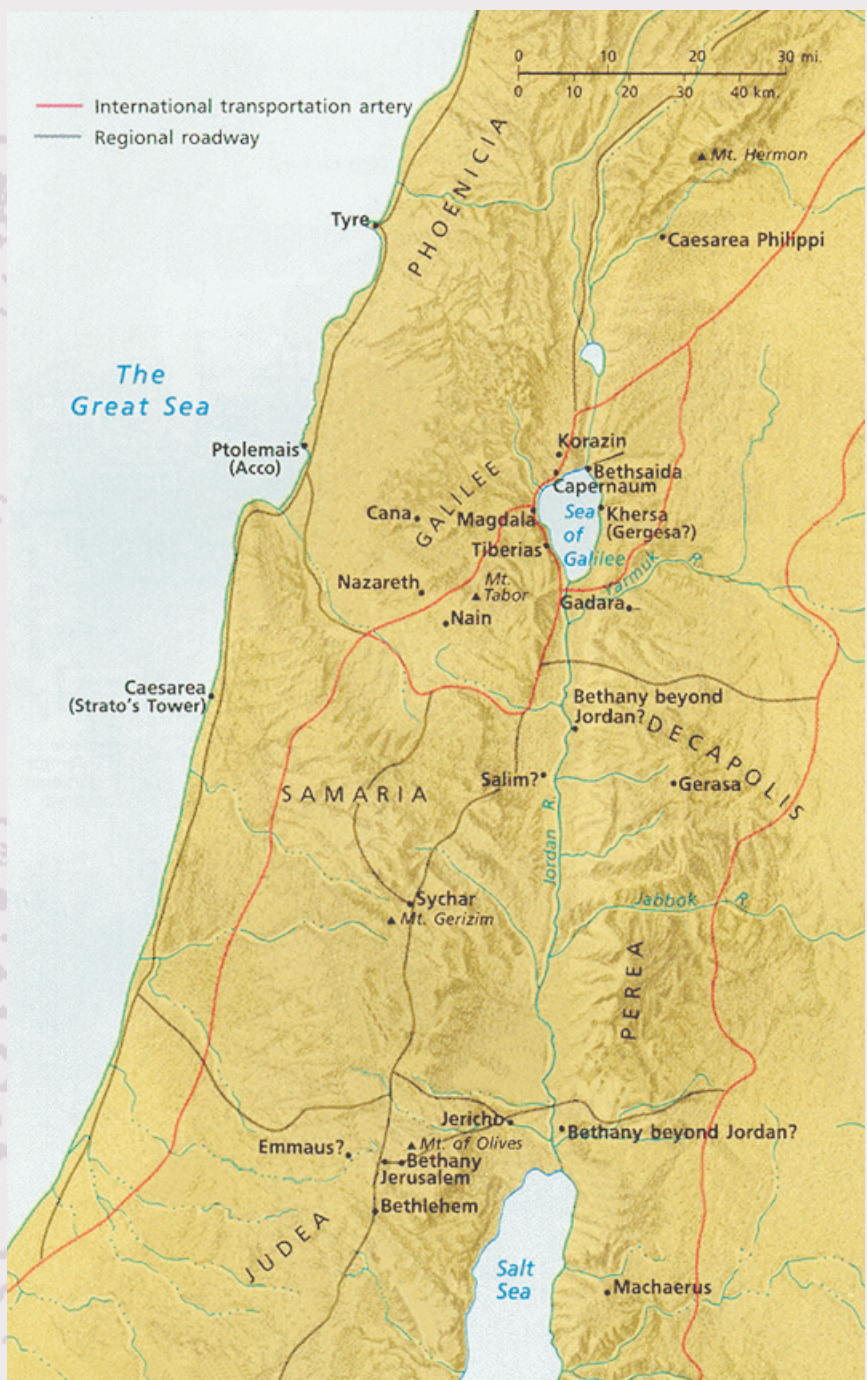 0 10 20 30 mi.
0 10 20 30 40 km.
International transportation artery
Regional roadway
PHOENICIA
Mt. Hermon
Tyre
Caesarea Philippi
The
Great Sea
Korazin
Ptolemais
(Acco)
Bethsaida
Capernaum
GALILEE
Cana
Magdala
Sea
of
Galilee
Khersa
(Gergesa?)
Tiberias
Yarmuk R.
Nazareth
Mt.
Tabor
Gadara
Nain
Caesarea
(Strato's Tower)
Bethany beyond
Jordan?
DECAPOLIS
Salim?
Gerasa
SAMARIA
Jordan R.
Sychar
Mt. Gerizim
Jabbok R.
PEREA
Jericho
Bethany beyond Jordan?
Emmaus?
Mt. of Olives
Bethany
Jerusalem
Bethlehem
JUDEA
Salt
Sea
Machaerus